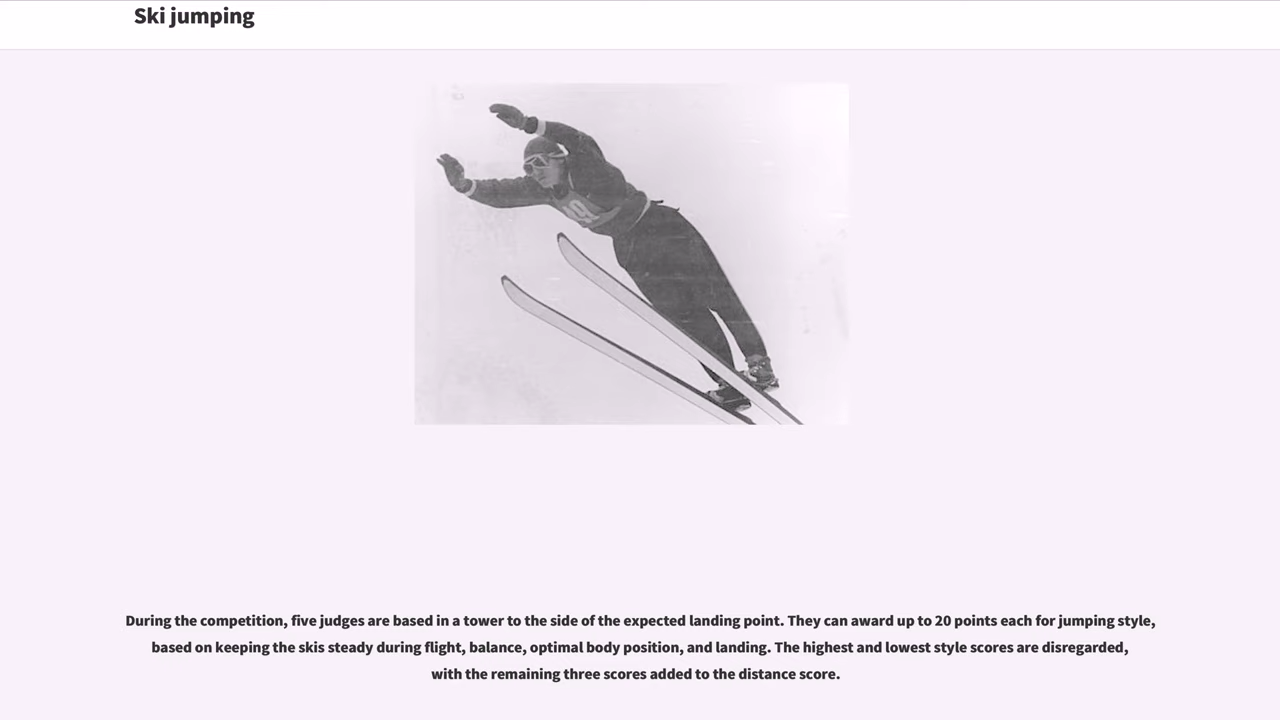 Ski jumping
During the competition, five judges are based in a tower to the side of the expected landing point. They can award up to 20 points each for jumping style,
based on keeping the skis steady during flight, balance, optimal body position, and landing. The highest and lowest style scores are disregarded,
with the remaining three scores added to the distance score.